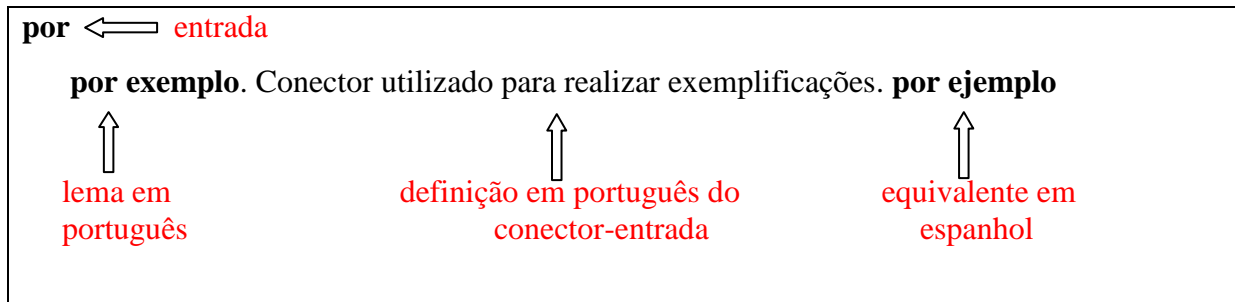 por entrada
por exemplo. Conector utilizado para realizar exemplificações. por ejemplo
lema em definição em português do equivalente em
português conector-entrada espanhol